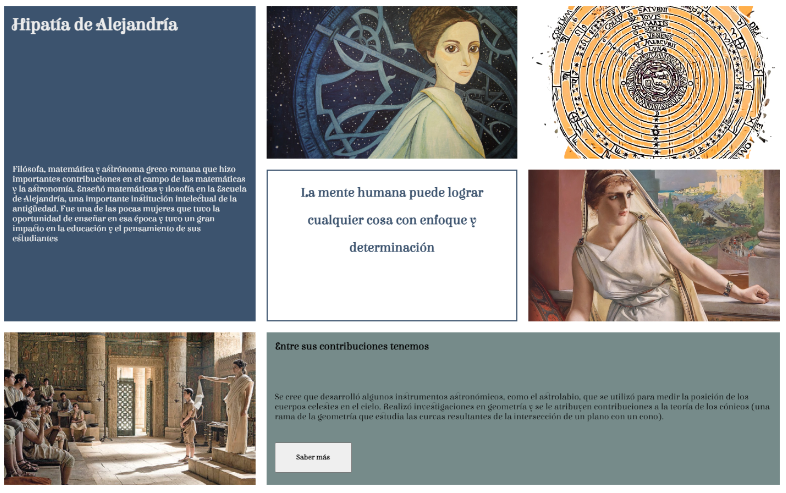 Hipatía de Alejandría
Filósofa, matemática y astrónoma greco-romana que hizo
importantes contribuciones en el campo de las matemáticas
y la astronomía. Enseñó matemáticas y filosofía en la Escuela
de Alejandría, una importante institución intelectual de la
antigüedad. Fue una de las pocas mujeres que tuvo la
oportunidad de enseñar en esa época y tuvo un gran
impacto en la educación y el pensamiento de sus
estudiantes
La mente humana puede lograr
cualquier cosa con enfoque y
determinación
Entre sus contribuciones tenemos
Se cree que desarrolló algunos instrumentos astronómicos, como el astrolabio, que se utilizó para medir la posición de los
cuerpos celestes en el cielo. Realizó investigaciones en geometría y se le atribuyen contribuciones a la teoría de los cónicos (una
rama de la geometría que estudia las curvas resultantes de la intersección de un plano con un cono).
Saber más